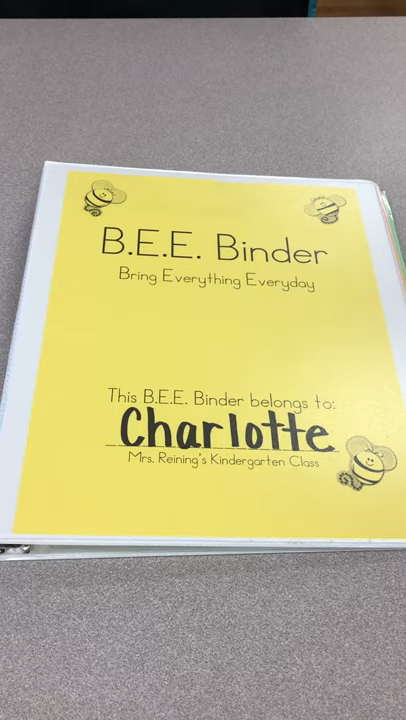 B.E.E. Binder
Bring Everything Everyday
This B.E.E. Binder belongs to:
Charlotte
Mrs. Reining's Kindergarten Class